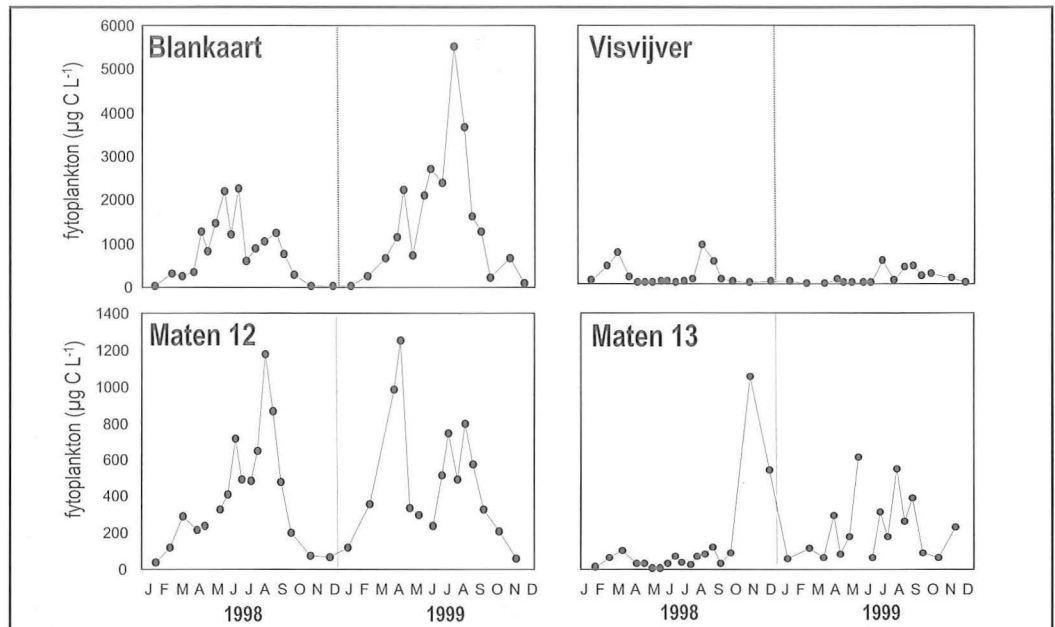 Blankaart
Visvijver
fytoplankton (µg C L-1)
6000
5000
4000
3000
2000
1000
0
Maten 12
Maten 13
fytoplankton (µg C L-1)
1400
1200
1000
800
600
400
200
0
J F M A M J J A S O N D J F M A M J J A S O N D
1998 1999
J F M A M J J A S O N D J F M A M J J A S O N D
1998 1999